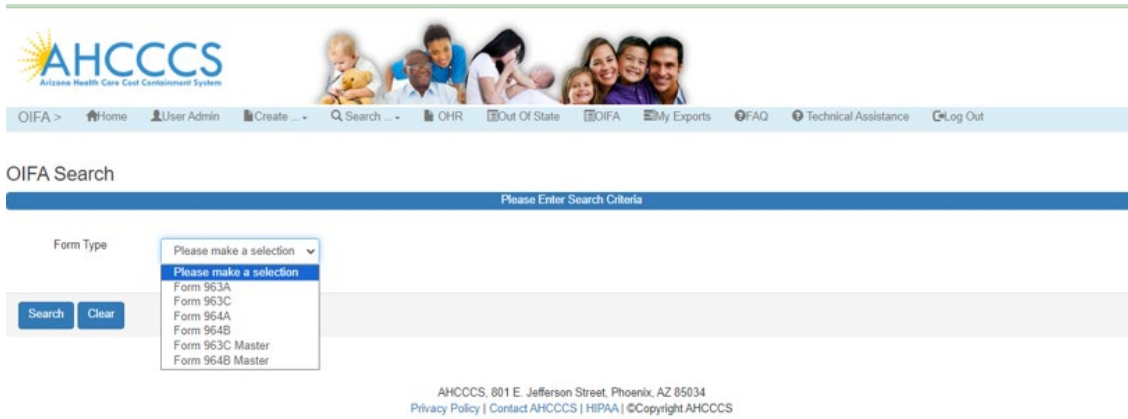 AHCCCS
Arizona Health Care Cost Containment System
OIFA > Home User Admin Create ... Search ... OHR Out Of State OIFA My Exports FAQ Technical Assistance Log Out
OIFA Search
Please Enter Search Criteria
Form Type Please make a selection
Please make a selection
Form 963A
Form 963C
Form 964A
Form 964B
Form 963C Master
Form 964B Master
Search Clear
AHCCCS, 801 E. Jefferson Street, Phoenix, AZ 85034
Privacy Policy | Contact AHCCCS | HIPAA | ©Copyright AHCCCS